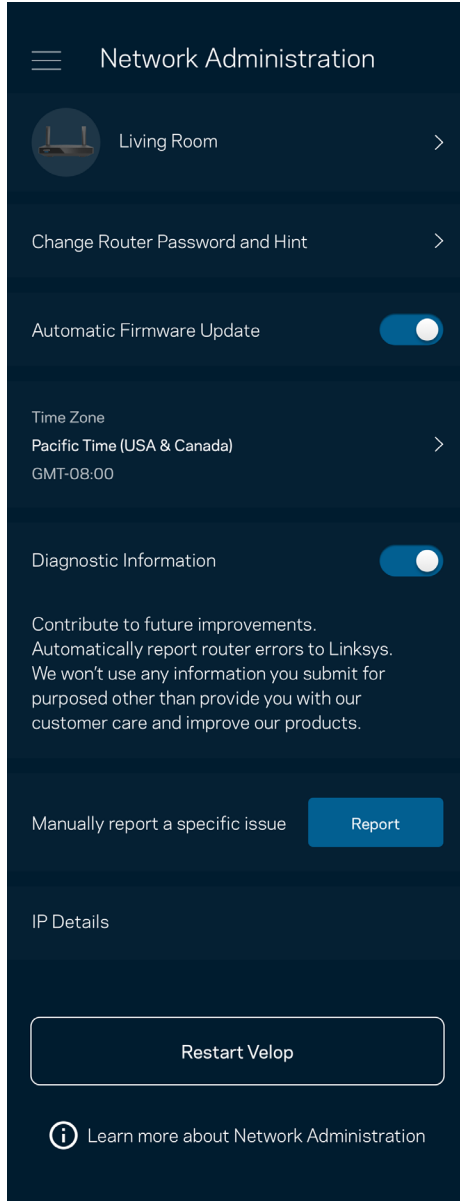 Network Administration
Living Room
Change Router Password and Hint
Automatic Firmware Update
Time Zone
Pacific Time (USA & Canada)
GMT-08:00
Diagnostic Information
Contribute to future improvements.
Automatically report router errors to Linksys.
We won't use any information you submit for
purposed other than provide you with our
customer care and improve our products.
Manually report a specific issue
Report
IP Details
Restart Velop
Learn more about Network Administration